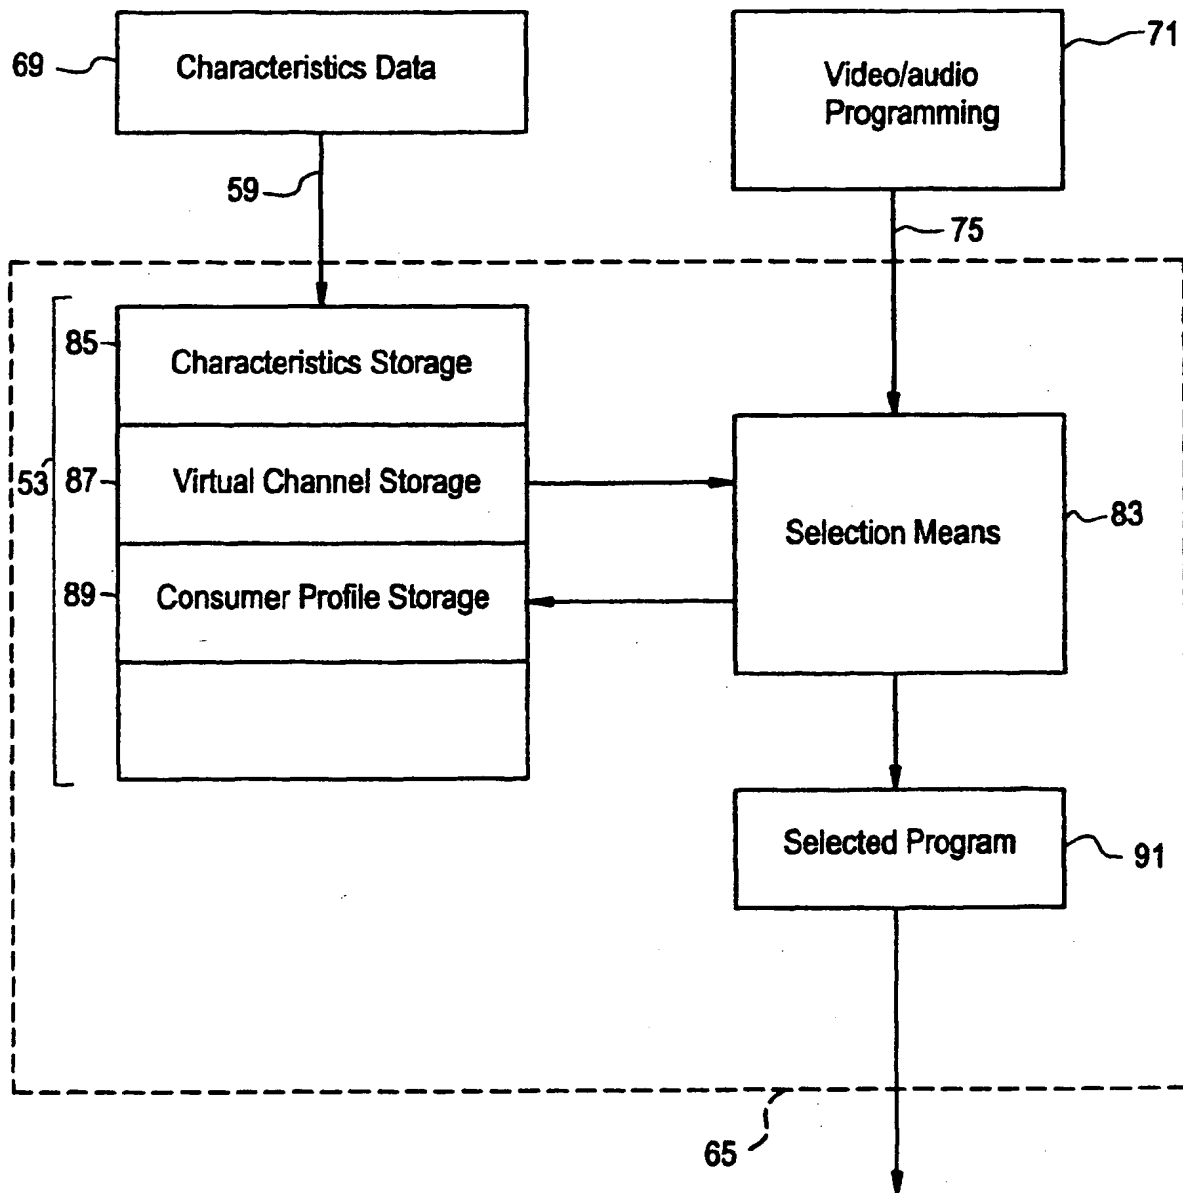 69
Characteristics Data
Video/audio
Programming
71
59
75
53
85
Characteristics Storage
87
Virtual Channel Storage
89
Consumer Profile Storage
Selection Means
83
Selected Program
91
65